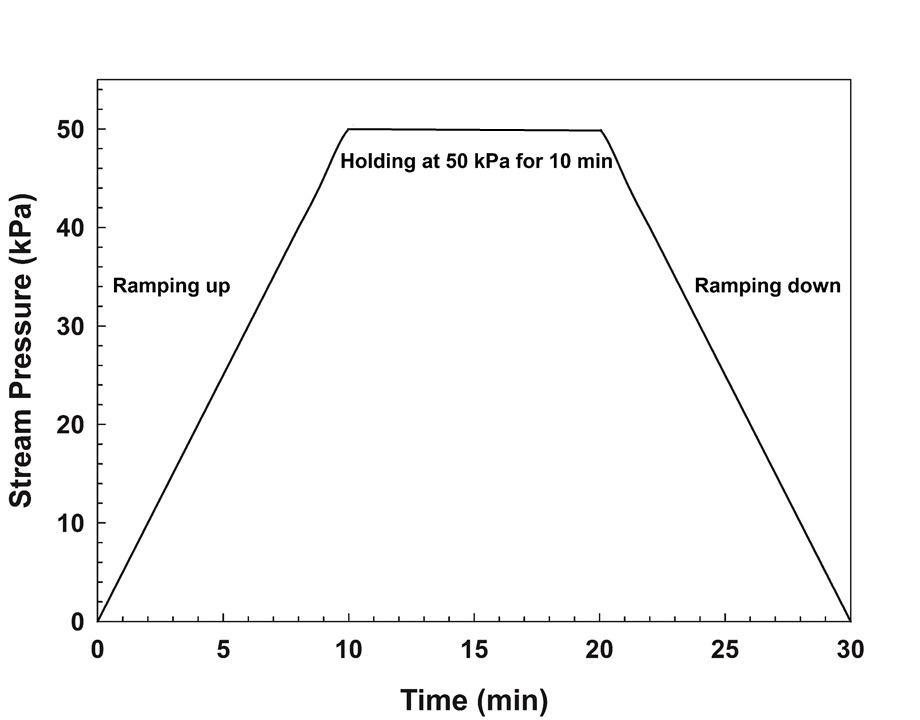 50
Holding at 50 kPa for 10 min
40
Ramping up
Ramping down
30
20
10
0
Stream Pressure (kPa)
0 5 10 15 20 25 30
Time (min)